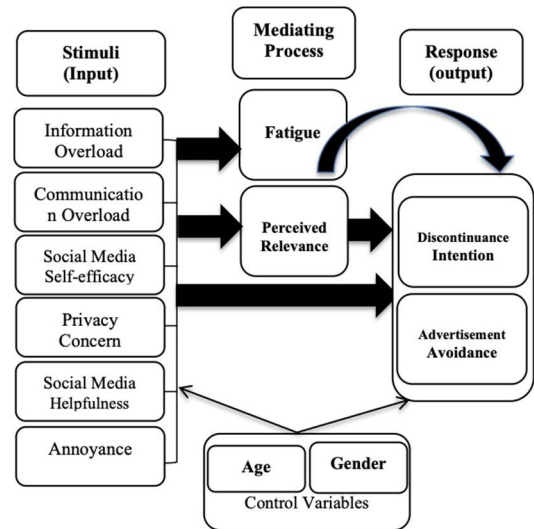 Stimuli
(Input)
Mediating
Process
Response
(output)
Information
Overload
Communicatio
n Overload
Social Media
Self-efficacy
Privacy
Concern
Social Media
Helpfulness
Annoyance
Fatigue
Perceived
Relevance
Discontinuance
Intention
Advertisement
Avoidance
Age
Gender
Control Variables